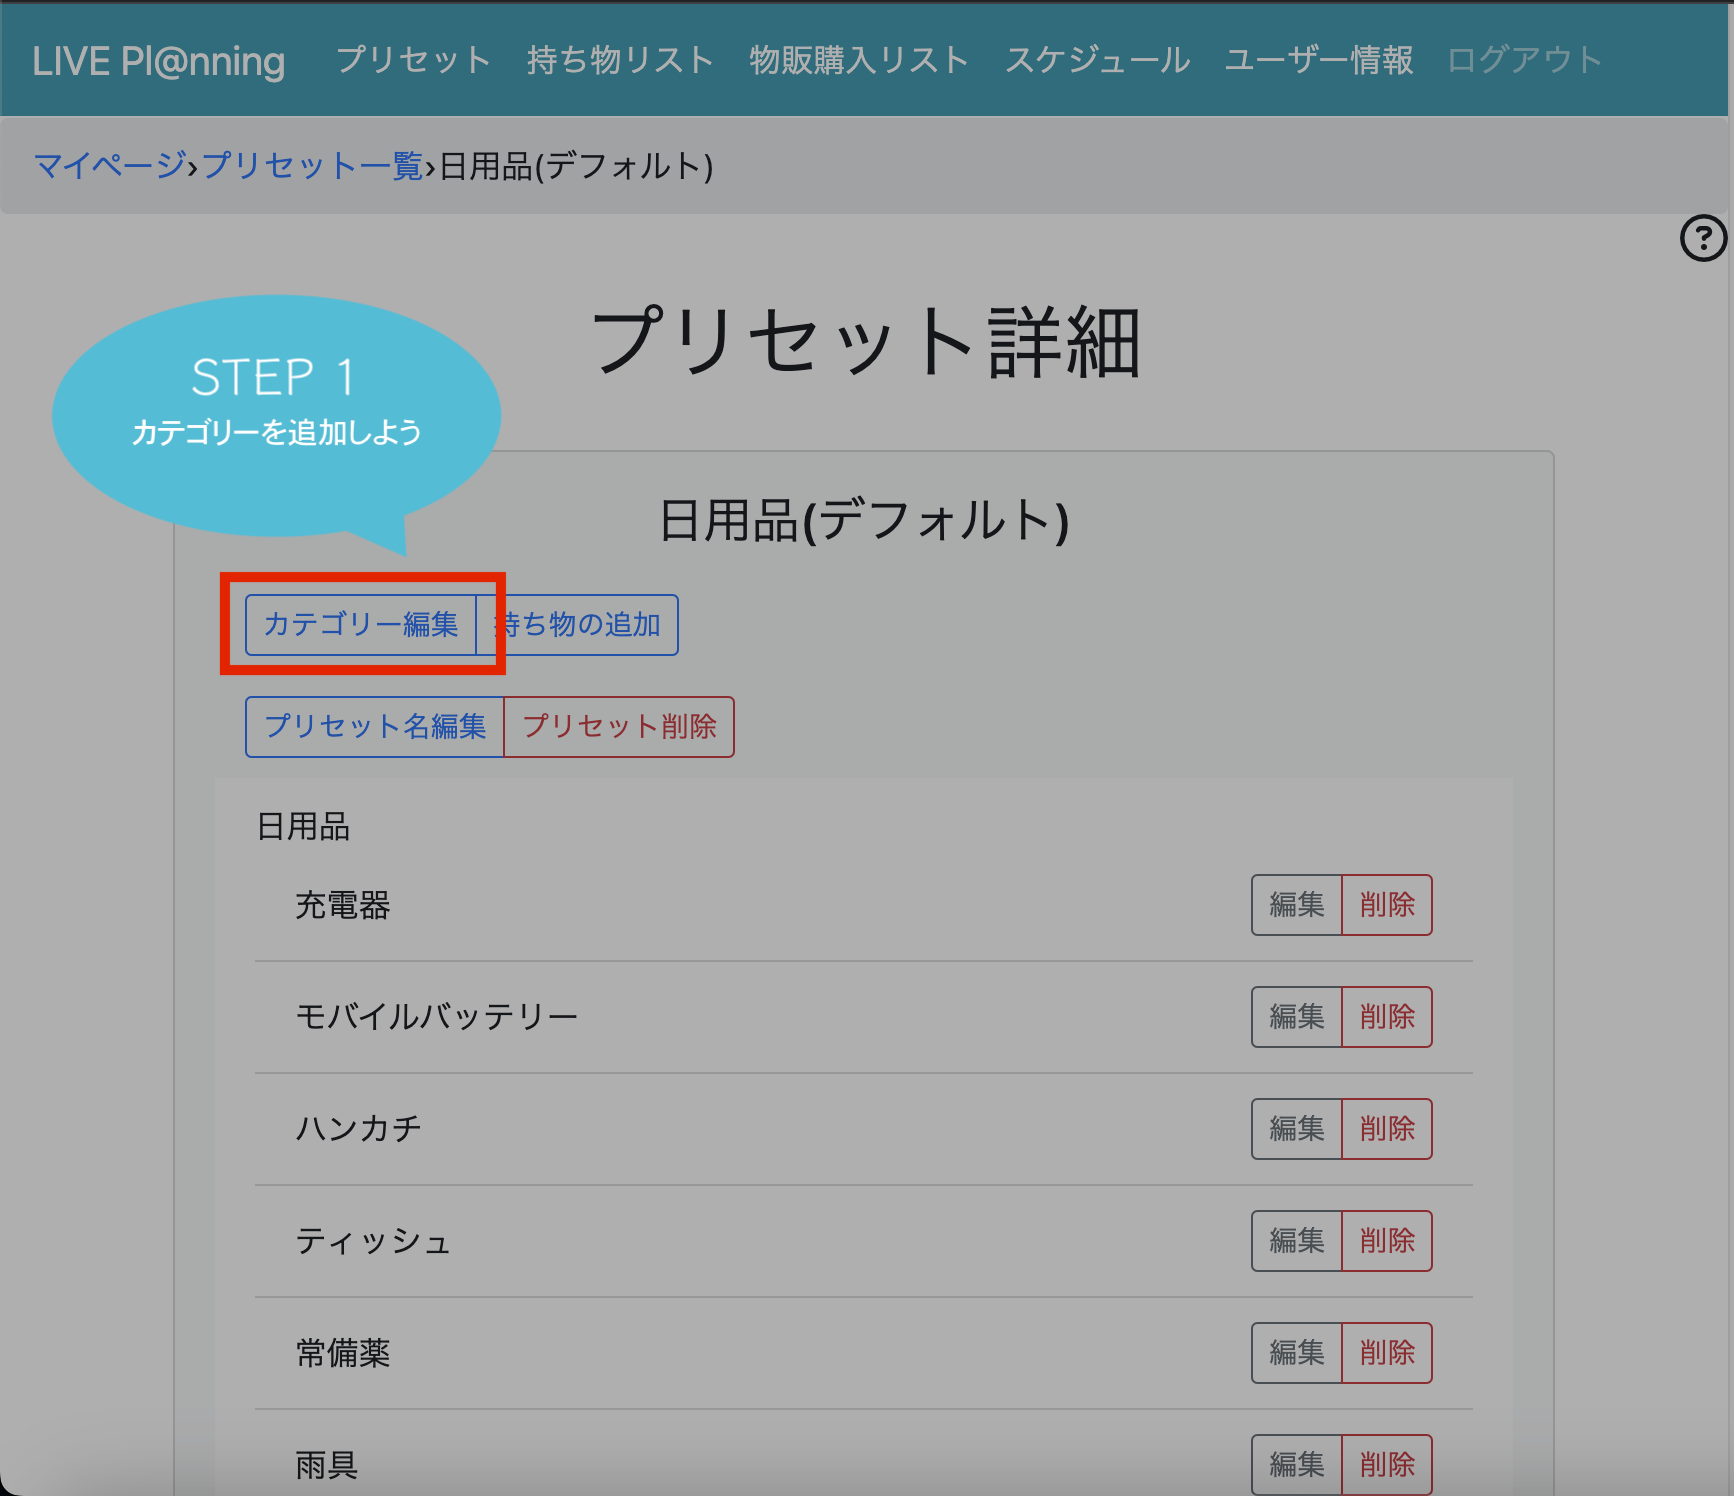 LIVE Pl@nning プリセット 持ち物リスト 物販購入リスト スケジュール ユーザー情報 ログアウト
マイページ›プリセット一覧›日用品(デフォルト)
?
プリセット詳細
STEP 1
カテゴリーを追加しよう
日用品(デフォルト)
カテゴリー編集 持ち物の追加
プリセット名編集 プリセット削除
日用品
充電器 編集 削除
モバイルバッテリー 編集 削除
ハンカチ 編集 削除
ティッシュ 編集 削除
常備薬 編集 削除
雨具 編集 削除